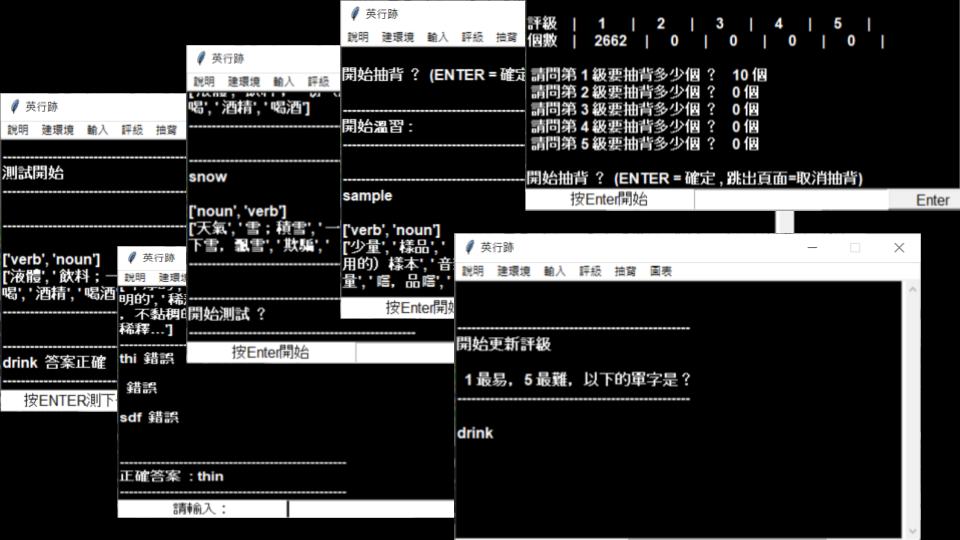 英行跡
說明 建環境 輸入 評級 抽背
測試開始
['verb', 'noun']
['液體', '飲料；一
喝', '酒精', '喝酒
drink 答案正確
按ENTER測下
英行跡
說明 建環
明的', '稀
，不黏稠的
稀釋...']
thi 錯誤
錯誤
sdf 錯誤
正確答案 : thin
請輸入：
英行跡
說明 建環境 輸入 評級
喝', '酒精', '喝酒']
snow
['noun', 'verb']
['天氣', '雪；積雪', '一
下雪，飄雪', '欺騙', '
開始測試 ?
按Enter開始
英行跡
說明 建環境 輸入 評級 抽背
開始抽背 ? (ENTER = 確定
開始溫習 :
sample
['verb', 'noun']
['少量', '樣品', '
用的）樣本', '音
量', '嚐，品嚐', '
按Enter開始
評級 | 1 | 2 | 3 | 4 | 5 |
個數 | 2662 | 0 | 0 | 0 | 0 |
請問第 1 級要抽背多少個 ? 10 個
請問第 2 級要抽背多少個 ? 0 個
請問第 3 級要抽背多少個 ? 0 個
請問第 4 級要抽背多少個 ? 0 個
請問第 5 級要抽背多少個 ? 0 個
開始抽背 ? (ENTER = 確定 , 跳出頁面=取消抽背)
按Enter開始 Enter
英行跡
說明 建環境 輸入 評級 抽背 圖表
開始更新評級
1 最易，5 最難，以下的單字是 ?
drink